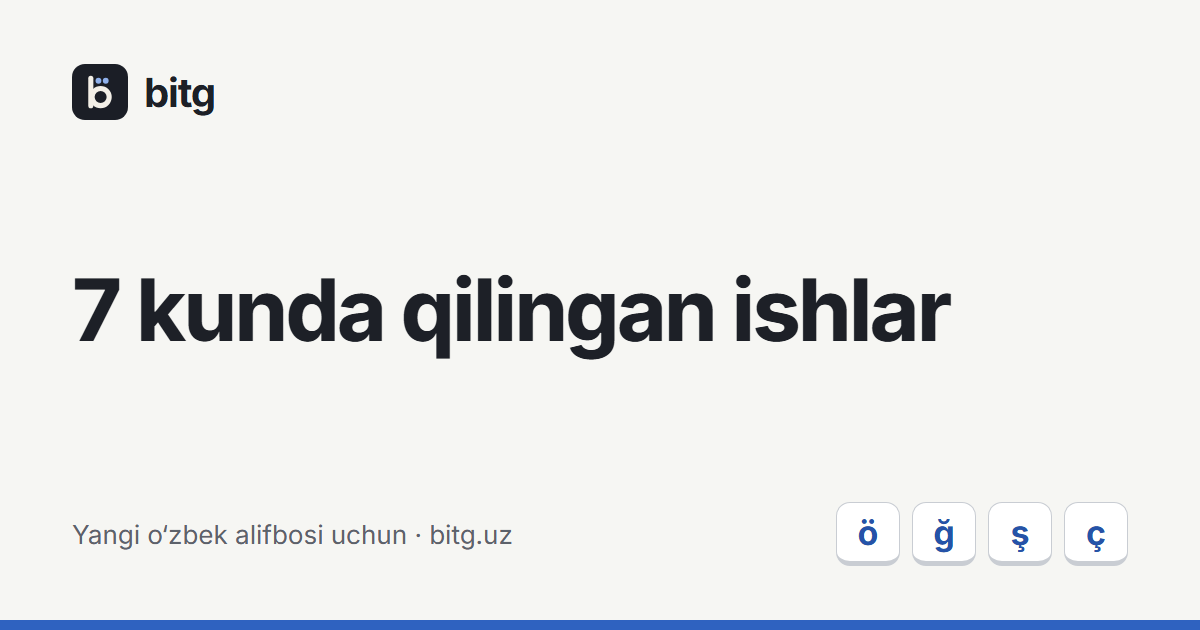 bitg
7 kunda qilingan ishlar
Yangi oʻzbek alifbosi uchun · bitg.uz
ö ğ ş ç